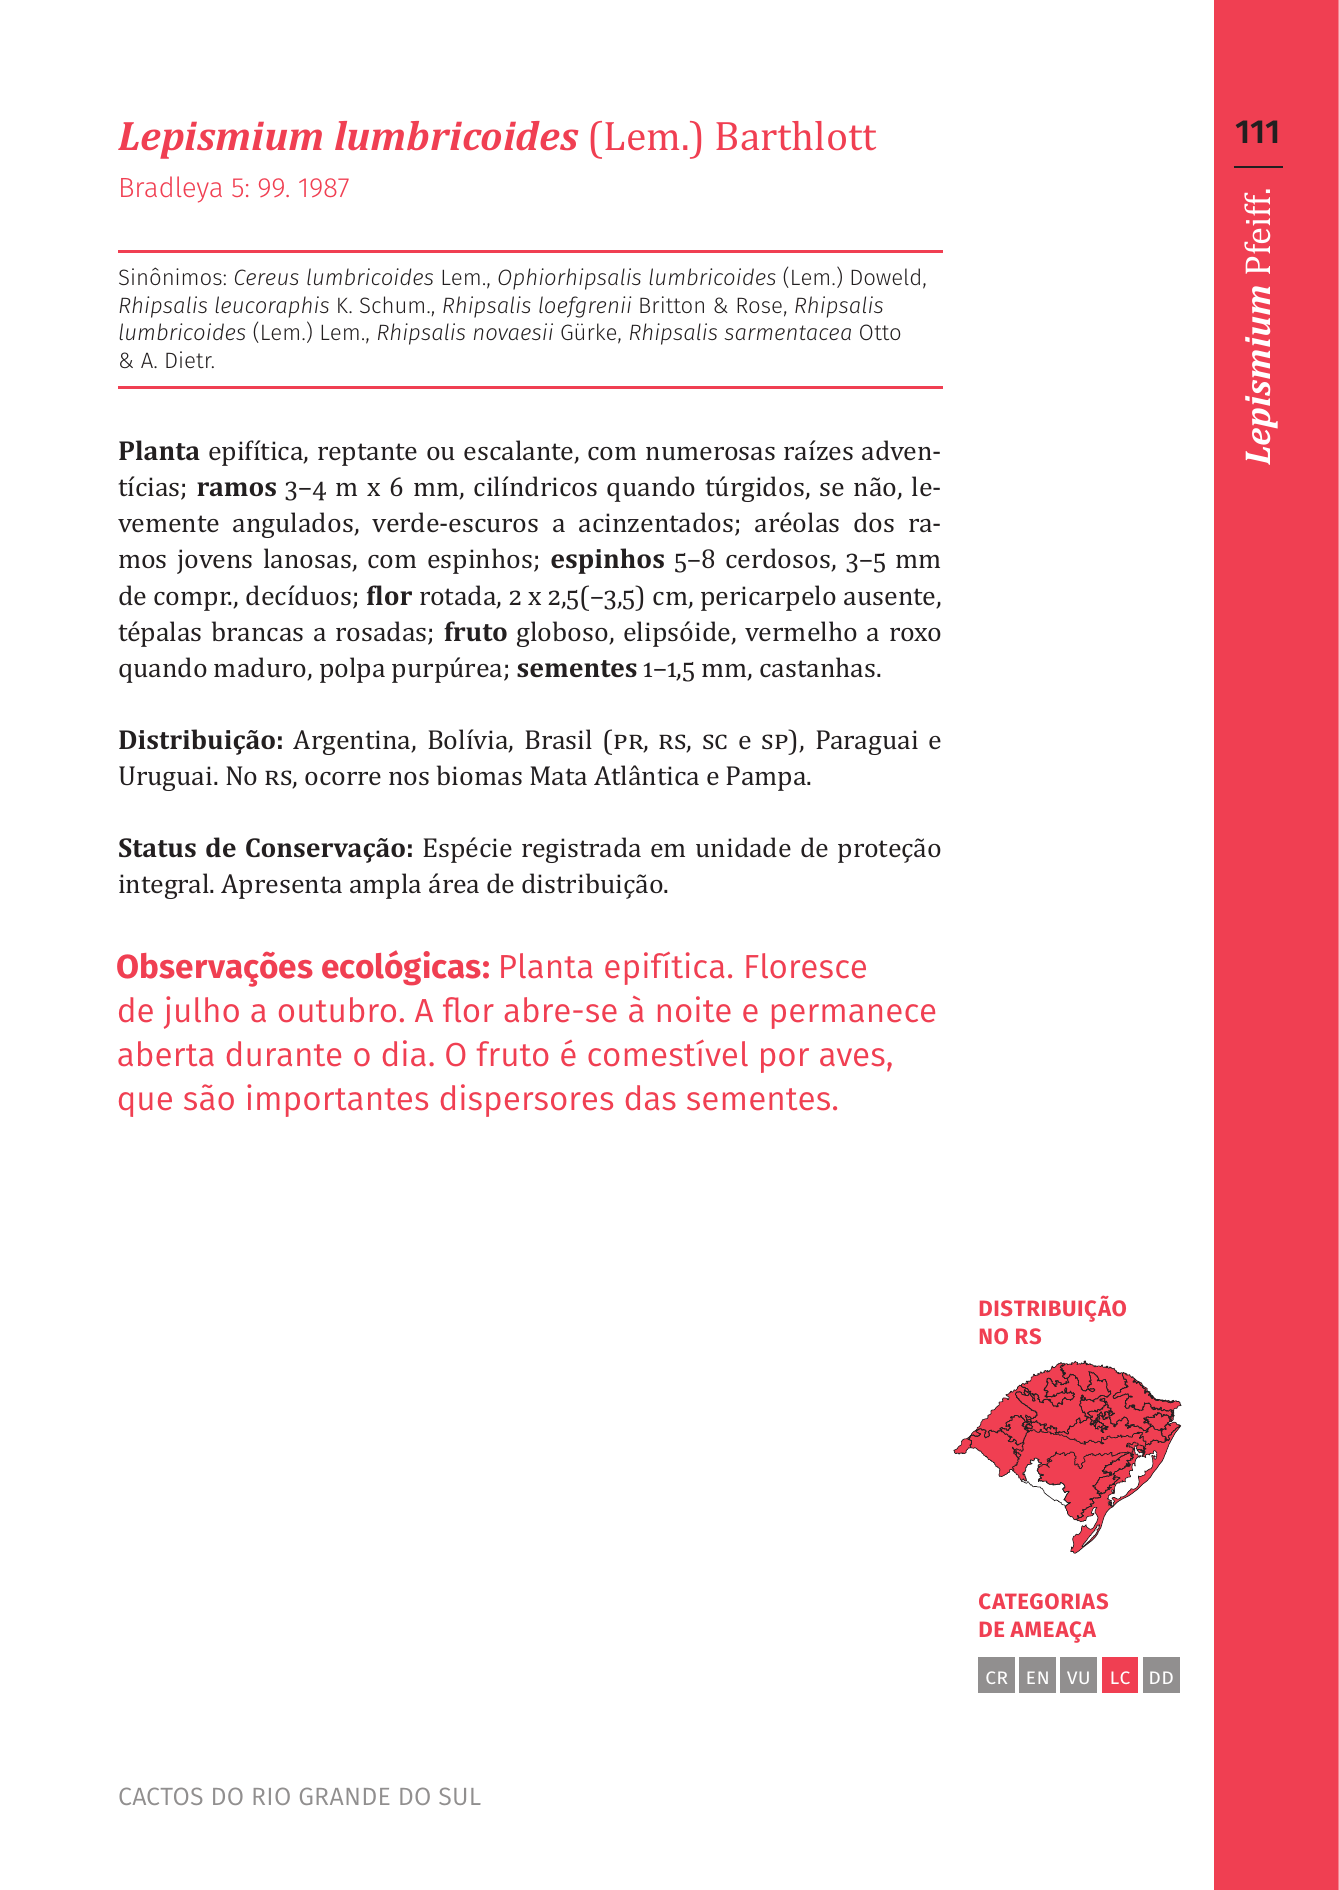 Lepismium lumbricoides (Lem.) Barthlott
Bradleya 5: 99. 1987
Sinônimos: Cereus lumbricoides Lem., Ophiorhipsalis lumbricoides (Lem.) Doweld,
Rhipsalis leucoraphis K. Schum., Rhipsalis loefgrenii Britton & Rose, Rhipsalis
lumbricoides (Lem.) Lem., Rhipsalis novaesii Gürke, Rhipsalis sarmentacea Otto
& A. Dietr.
Planta epifítica, reptante ou escalante, com numerosas raízes adven-
tícias; ramos 3–4 m x 6 mm, cilíndricos quando túrgidos, se não, le-
vemente angulados, verde-escuros a acinzentados; aréolas dos ra-
mos jovens lanosas, com espinhos; espinhos 5–8 cerdosos, 3–5 mm
de compr., decíduos; flor rotada, 2 x 2,5(–3,5) cm, pericarpelo ausente,
tépalas brancas a rosadas; fruto globoso, elipsóide, vermelho a roxo
quando maduro, polpa purpúrea; sementes 1–1,5 mm, castanhas.
Distribuição: Argentina, Bolívia, Brasil (PR, RS, SC e SP), Paraguai e
Uruguai. No RS, ocorre nos biomas Mata Atlântica e Pampa.
Status de Conservação: Espécie registrada em unidade de proteção
integral. Apresenta ampla área de distribuição.
Observações ecológicas: Planta epifítica. Floresce
de julho a outubro. A flor abre-se à noite e permanece
aberta durante o dia. O fruto é comestível por aves,
que são importantes dispersores das sementes.
DISTRIBUIÇÃO
NO RS
CATEGORIAS
DE AMEAÇA
CR EN VU LC DD
CACTOS DO RIO GRANDE DO SUL
111
Lepismium Pfeiff.